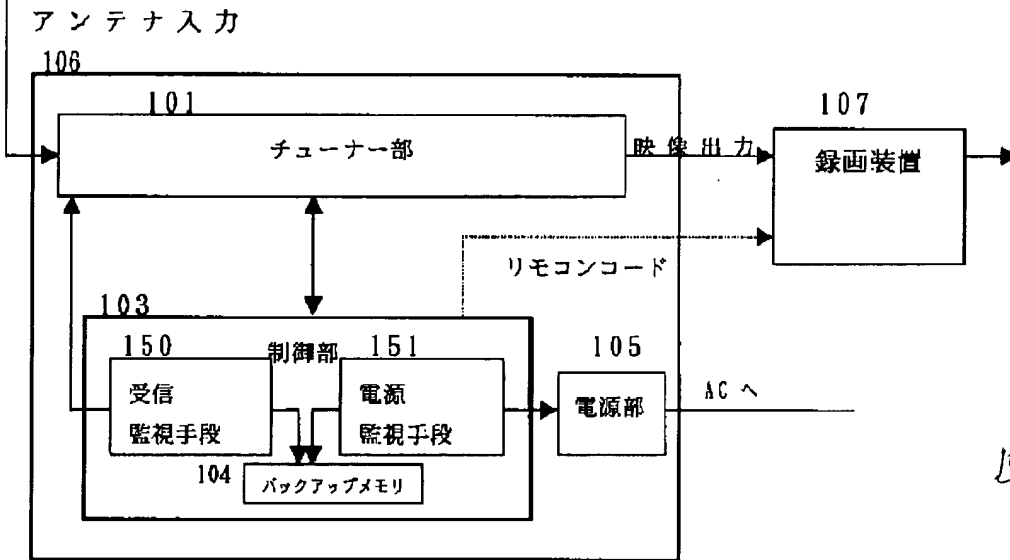 アンテナ入力
106
101
チューナー部
映像出力
107
録画装置
リモコンコード
103
制御部
150
受信
監視手段
151
電源
監視手段
104
バックアップメモリ
105
電源部
ACへ